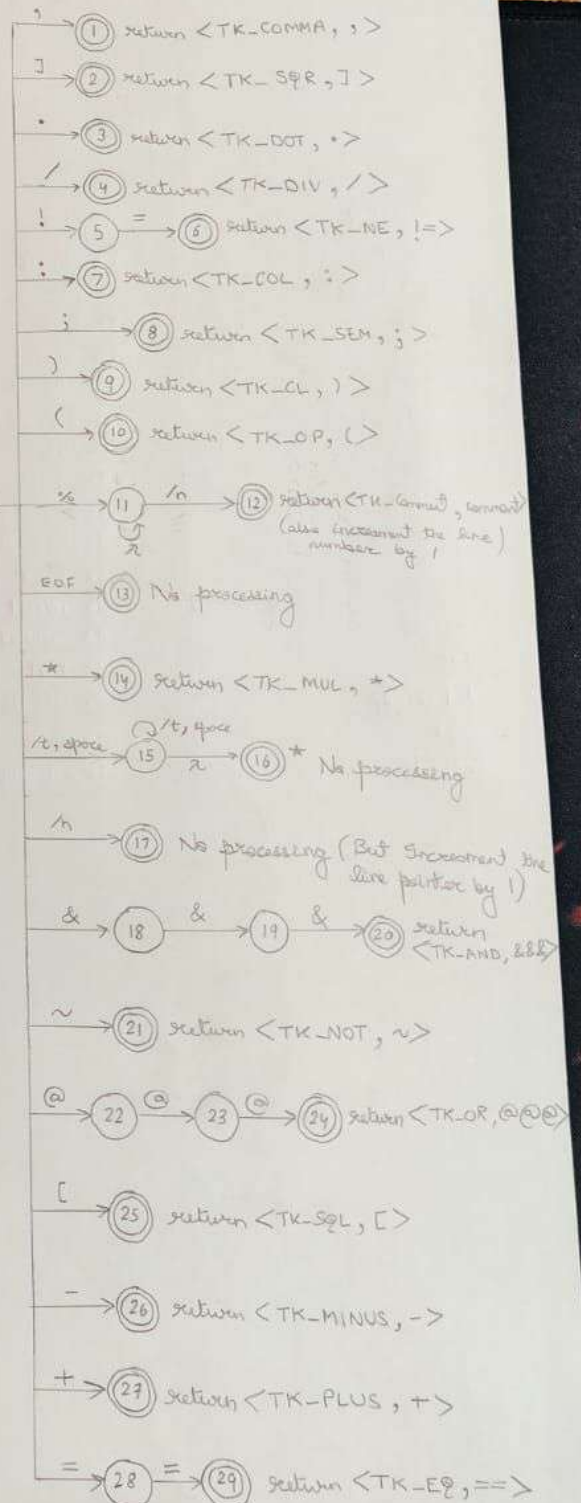 , 1 return <TK_COMMA, , >
] 2 return <TK_SQR, ]>
. 3 return <TK_DOT, .>
/ 4 return <TK_DIV, />
! 5 = 6 return <TK_NE, !=>
: 7 return <TK_COL, :>
; 8 return <TK_SEM, ;>
) 9 return <TK_CL, )>
( 10 return <TK_OP, (>
% 11 /n 12 return <TK_Comment, comment>
(also increment the line)
number by 1
EOF 13 No processing
* 14 return <TK_MUL, *>
/t, space
/t, space 15 16 * No processing
/n 17 No processing (But Increament the
line pointer by 1)
& 18 & 19 & 20 return
<TK_AND, &&&>
~ 21 return <TK_NOT, ~>
@ 22 @ 23 @ 24 return <TK_OR, @@@>
[ 25 return <TK_SQL, [>
- 26 return <TK_MINUS, ->
+ 27 return <TK_PLUS, +>
= 28 = 29 return <TK_EQ, ==>